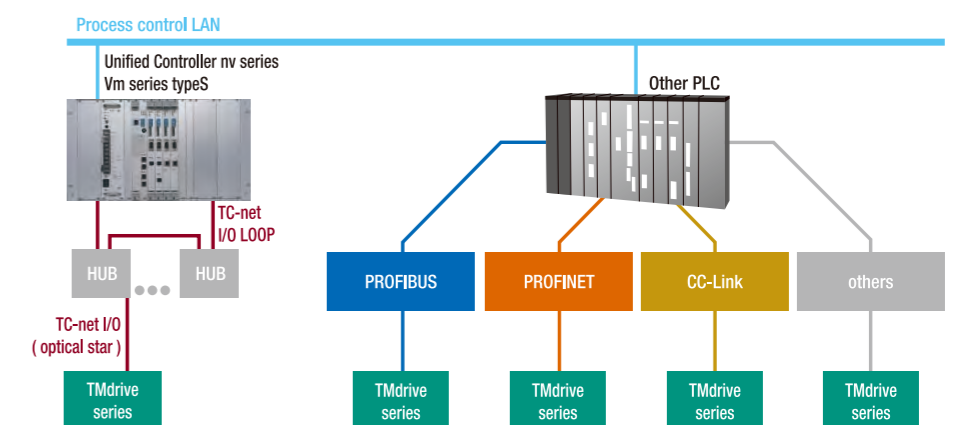 Process control LAN
Unified Controller nv series
Vm series typeS
Other PLC
TC-net
I/O LOOP
HUB
HUB
PROFIBUS
PROFINET
CC-Link
others
TC-net I/O
( optical star )
TMdrive
series
TMdrive
series
TMdrive
series
TMdrive
series
TMdrive
series